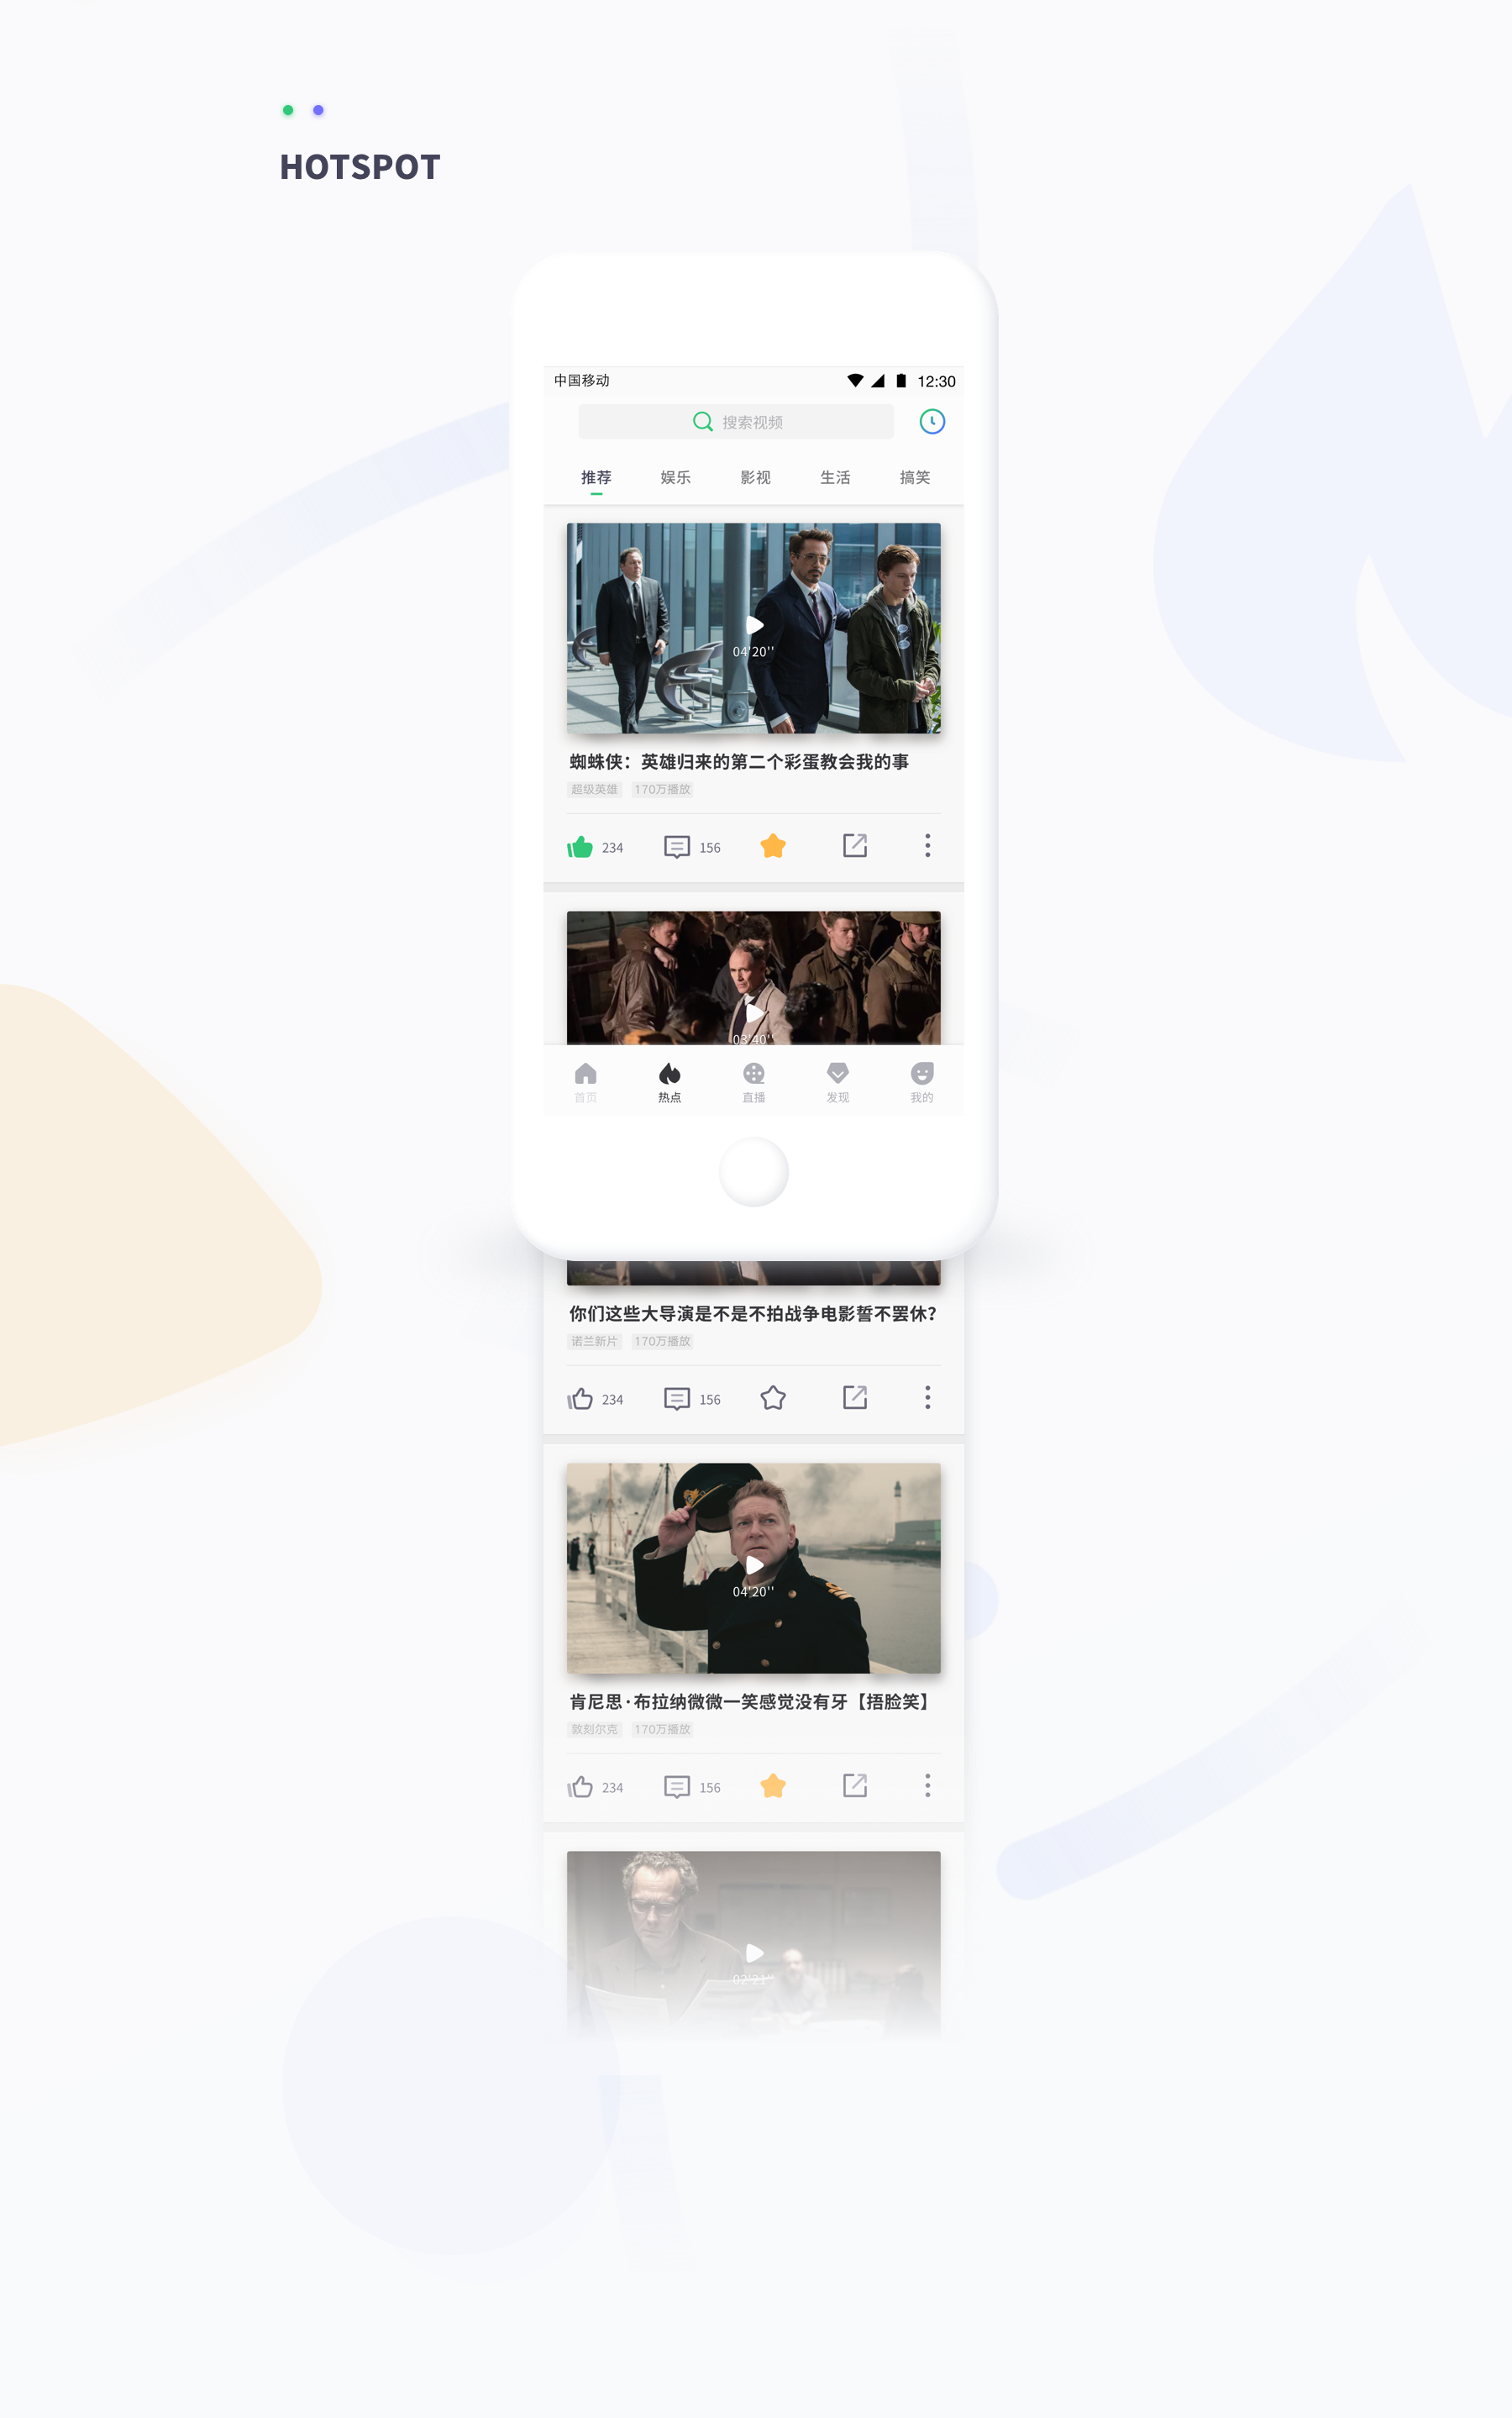 HOTSPOT
中国移动 12:30
搜索视频
推荐 娱乐 影视 生活 搞笑
04'20''
蜘蛛侠：英雄归来的第二个彩蛋教会我的事
超级英雄 170万播放
234 156
03'40''
首页 热点 直播 发现 我的
你们这些大导演是不是不拍战争电影誓不罢休？
诺兰新片 170万播放
234 156
04'20''
肯尼思·布拉纳微微一笑感觉没有牙【捂脸笑】
敦刻尔克 170万播放
234 156
02'21''